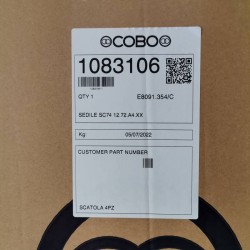 COBO
1083106
QTY 1 E8091.354/C
SEDILE SC74 12.72.A4.XX
Kg: 05/07/2022
CUSTOMER PART NUMBER
SCATOLA 4PZ